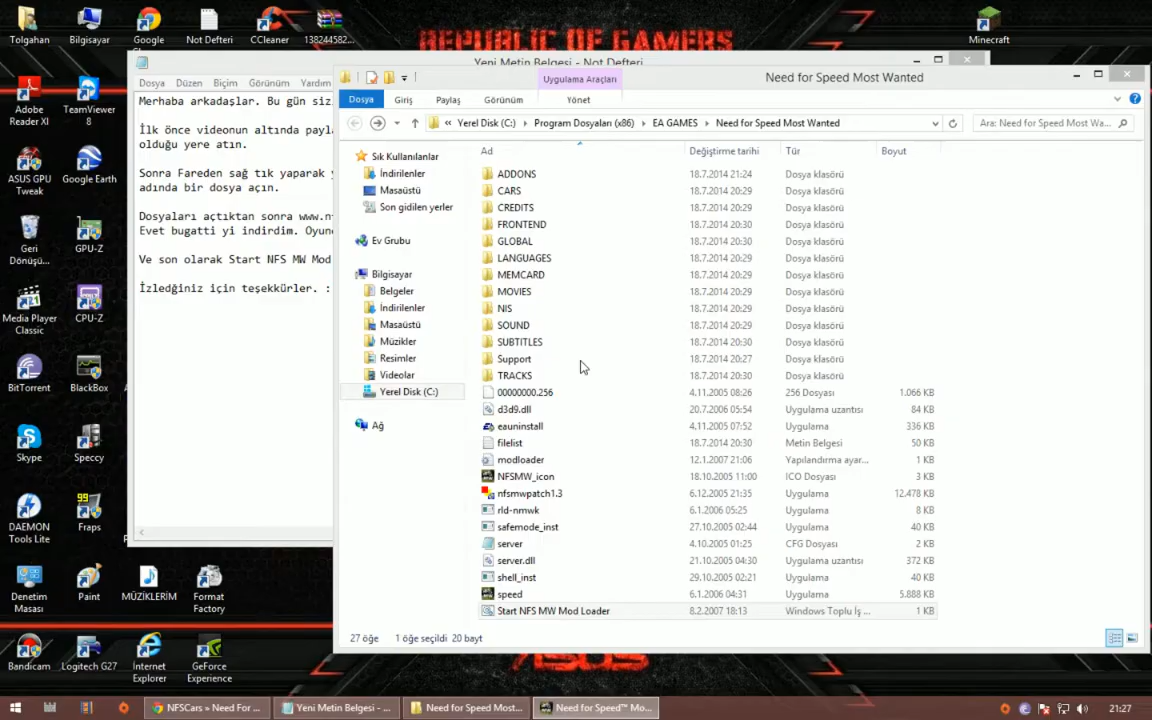 Tolgahan
Bilgisayar
Google
Not Defteri
CCleaner
138244582...
REPUBLIC OF GAMERS
Minecraft
Adobe
Reader XI
TeamViewer
8
ASUS GPU
Tweak
Google Earth
Geri
Dönüşü...
GPU-Z
Media Player
Classic
CPU-Z
BitTorrent
BlackBox
Skype
Speccy
DAEMON
Tools Lite
99
Fraps
Denetim
Masası
Paint
MÜZİKLERİM
Format
Factory
Bandicam
Logitech G27
Internet
Explorer
GeForce
Experience
Yeni Metin Belgesi - Not Defteri
Dosya Düzen Biçim Görünüm Yardım
Merhaba arkadaşlar. Bu gün siz
İlk önce videonun altında payla
olduğu yere atın.
Sonra Fareden sağ tık yaparak
adında bir dosya açın.
Dosyaları açtıktan sonra www.n
Evet bugatti yi indirdim. Oyun
Ve son olarak Start NFS MW Mod
İzledğiniz için teşekkürler. :
Uygulama Araçları
Need for Speed Most Wanted
Dosya Giriş Paylaş Görünüm Yönet
« Yerel Disk (C:) Program Dosyaları (x86) EA GAMES Need for Speed Most Wanted
Ara: Need for Speed Most Wa...
Sık Kullanılanlar
İndirilenler
Masaüstü
Son gidilen yerler
Ev Grubu
Bilgisayar
Belgeler
İndirilenler
Masaüstü
Müzikler
Resimler
Videolar
Yerel Disk (C:)
Ağ
Ad Değiştirme tarihi Tür Boyut
ADDONS 18.7.2014 21:24 Dosya klasörü
CARS 18.7.2014 20:29 Dosya klasörü
CREDITS 18.7.2014 20:29 Dosya klasörü
FRONTEND 18.7.2014 20:30 Dosya klasörü
GLOBAL 18.7.2014 20:30 Dosya klasörü
LANGUAGES 18.7.2014 20:30 Dosya klasörü
MEMCARD 18.7.2014 20:30 Dosya klasörü
MOVIES 18.7.2014 20:29 Dosya klasörü
NIS 18.7.2014 20:29 Dosya klasörü
SOUND 18.7.2014 20:29 Dosya klasörü
SUBTITLES 18.7.2014 20:30 Dosya klasörü
Support 18.7.2014 20:27 Dosya klasörü
TRACKS 18.7.2014 20:30 Dosya klasörü
00000000.256 4.11.2005 08:26 256 Dosyası 1.066 KB
d3d9.dll 20.7.2006 05:54 Uygulama uzantısı 84 KB
eauninstall 4.11.2005 07:52 Uygulama 336 KB
filelist 18.7.2014 20:30 Metin Belgesi 50 KB
modloader 12.1.2007 21:06 Yapılandırma ayar... 1 KB
NFSMW_icon 18.10.2005 11:00 ICO Dosyası 3 KB
nfsmwpatch1.3 6.12.2005 21:35 Uygulama 12.478 KB
rld-nmwk 6.1.2006 05:25 Uygulama 8 KB
safemode_inst 27.10.2005 02:44 Uygulama 40 KB
server 4.10.2005 01:25 CFG Dosyası 2 KB
server.dll 21.10.2005 04:30 Uygulama uzantısı 372 KB
shell_inst 29.10.2005 02:21 Uygulama 40 KB
speed 6.1.2006 04:31 Uygulama 5.888 KB
Start NFS MW Mod Loader 8.2.2007 18:13 Windows Toplu İş ... 1 KB
27 öğe 1 öğe seçildi 20 bayt
NFSCars » Need For ...
Yeni Metin Belgesi - ...
Need for Speed Most...
Need for Speed™ Mo...
21:27